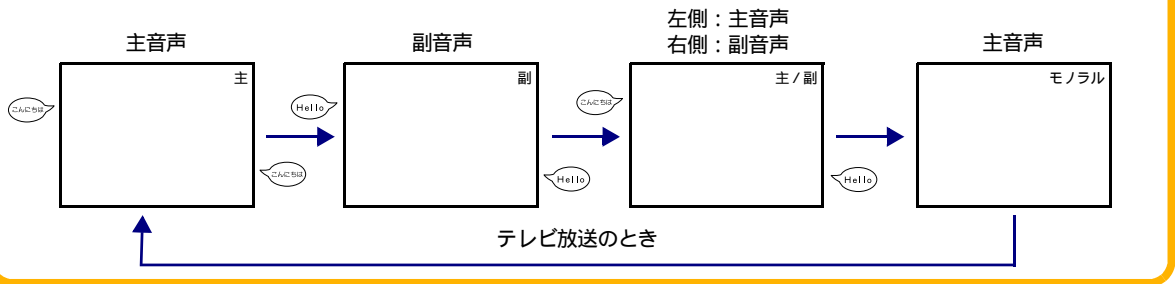 左側：主音声
右側：副音声
主音声
副音声
主音声
主
副
主／副
モノラル
こんにちは
Hello
こんにちは
こんにちは
Hello
Hello
テレビ放送のとき